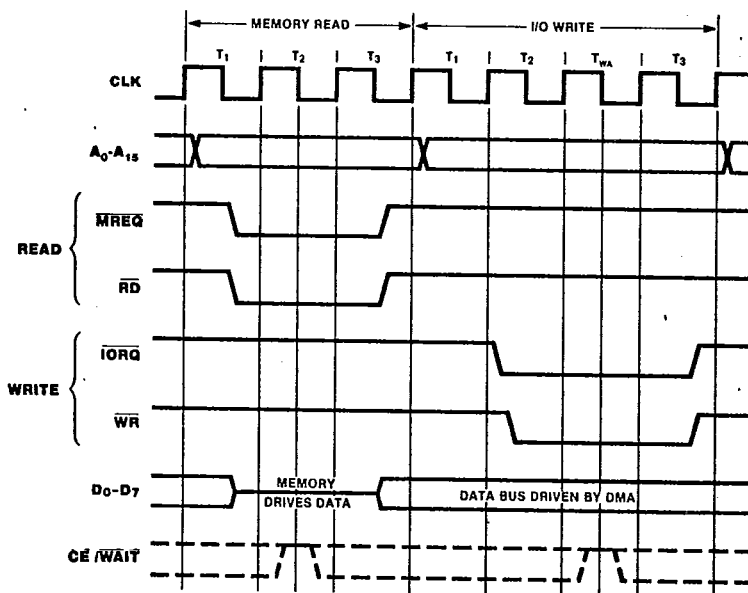 MEMORY READ I/O WRITE
T1 T2 T3 T1 T2 TWA T3
CLK
A0-A15
READ
MREQ
RD
WRITE
IORQ
WR
D0-D7
MEMORY
DRIVES DATA
DATA BUS DRIVEN BY DMA
CE/WAIT